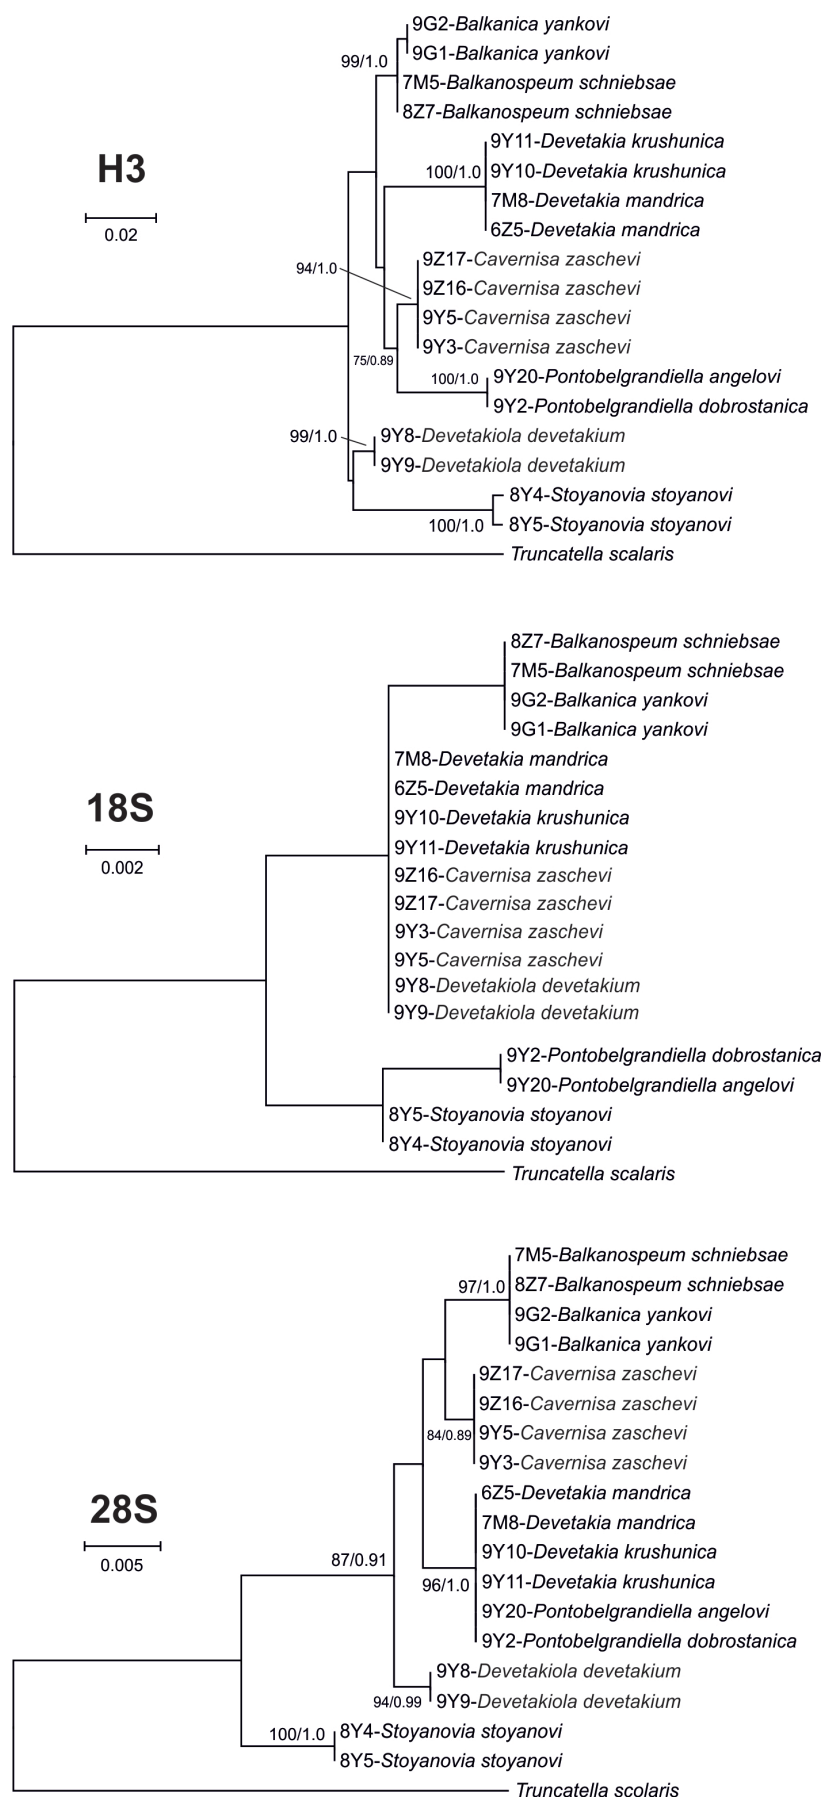 9G2-Balkanica yankovi
9G1-Balkanica yankovi
99/1.0
7M5-Balkanospeum schniebsae
8Z7-Balkanospeum schniebsae
9Y11-Devetakia krushunica
H3
100/1.0
9Y10-Devetakia krushunica
7M8-Devetakia mandrica
0.02
6Z5-Devetakia mandrica
9Z17-Cavernisa zaschevi
94/1.0
9Z16-Cavernisa zaschevi
9Y5-Cavernisa zaschevi
9Y3-Cavernisa zaschevi
75/0.89
100/1.0
9Y20-Pontobelgrandiella angelovi
9Y2-Pontobelgrandiella dobrostanica
99/1.0
9Y8-Devetakiola devetakium
9Y9-Devetakiola devetakium
8Y4-Stoyanovia stoyanovi
100/1.0
8Y5-Stoyanovia stoyanovi
Truncatella scalaris
8Z7-Balkanospeum schniebsae
7M5-Balkanospeum schniebsae
9G2-Balkanica yankovi
9G1-Balkanica yankovi
7M8-Devetakia mandrica
6Z5-Devetakia mandrica
18S
9Y10-Devetakia krushunica
9Y11-Devetakia krushunica
0.002
9Z16-Cavernisa zaschevi
9Z17-Cavernisa zaschevi
9Y3-Cavernisa zaschevi
9Y5-Cavernisa zaschevi
9Y8-Devetakiola devetakium
9Y9-Devetakiola devetakium
9Y2-Pontobelgrandiella dobrostanica
9Y20-Pontobelgrandiella angelovi
8Y5-Stoyanovia stoyanovi
8Y4-Stoyanovia stoyanovi
Truncatella scalaris
7M5-Balkanospeum schniebsae
97/1.0
8Z7-Balkanospeum schniebsae
9G2-Balkanica yankovi
9G1-Balkanica yankovi
9Z17-Cavernisa zaschevi
9Z16-Cavernisa zaschevi
84/0.89
9Y5-Cavernisa zaschevi
9Y3-Cavernisa zaschevi
6Z5-Devetakia mandrica
28S
7M8-Devetakia mandrica
9Y10-Devetakia krushunica
0.005
87/0.91
96/1.0
9Y11-Devetakia krushunica
9Y20-Pontobelgrandiella angelovi
9Y2-Pontobelgrandiella dobrostanica
9Y8-Devetakiola devetakium
94/0.99
9Y9-Devetakiola devetakium
100/1.0
8Y4-Stoyanovia stoyanovi
8Y5-Stoyanovia stoyanovi
Truncatella scolaris